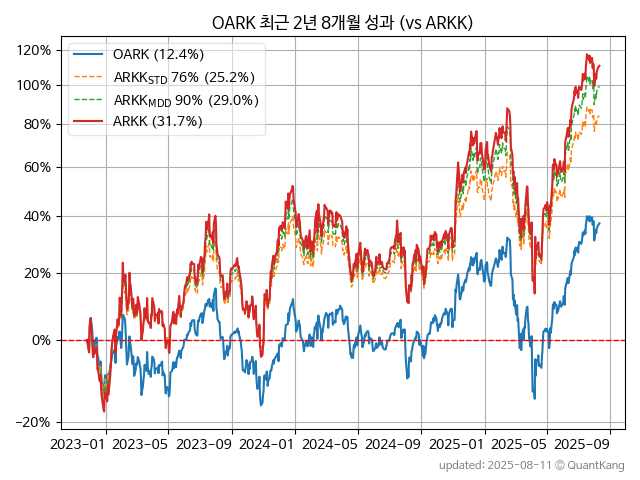 OARK 최근 2년 8개월 성과 (vs ARKK)
120%
100%
80%
60%
40%
20%
0%
−20%
OARK (12.4%)
ARKKSTD 76% (25.2%)
ARKKMDD 90% (29.0%)
ARKK (31.7%)
2023−01 2023−05 2023−09 2024−01 2024−05 2024−09 2025−01 2025−05 2025−09
updated: 2025-08-11 © QuantKang